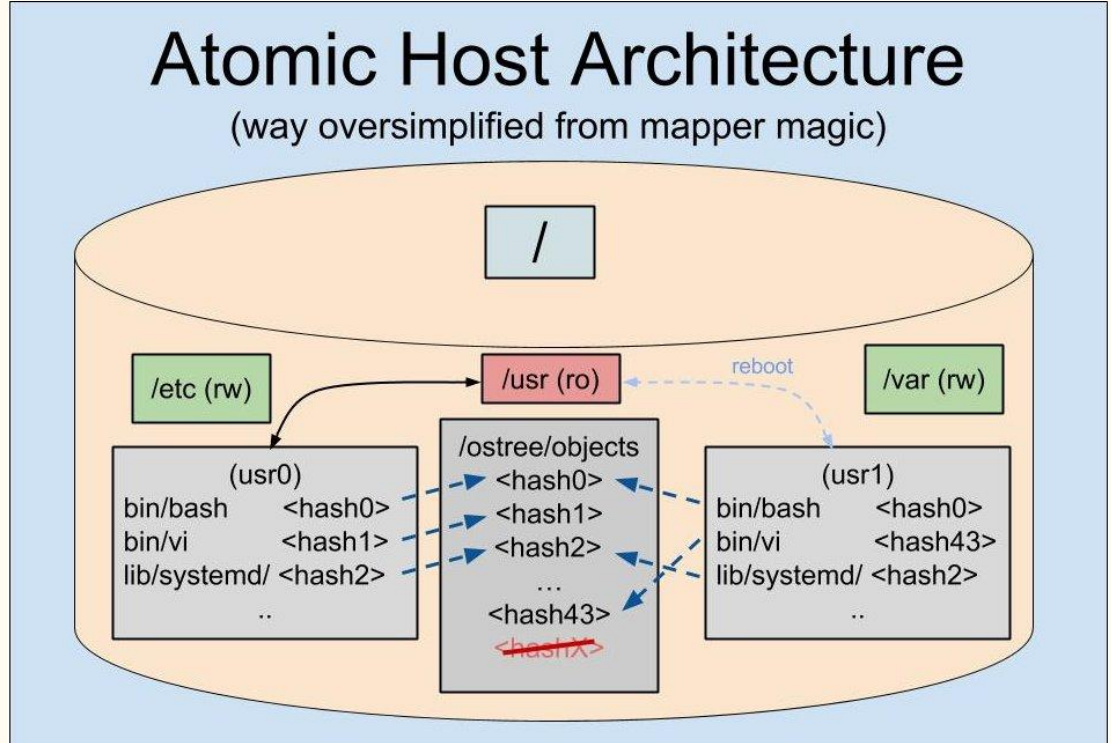 Atomic Host Architecture
(way oversimplified from mapper magic)
/
/etc (rw)
/usr (ro)
reboot
/var (rw)
(usr0)
bin/bash <hash0>
bin/vi <hash1>
lib/systemd/ <hash2>
..
/ostree/objects
<hash0>
<hash1>
<hash2>
...
<hash43>
<hashX>
(usr1)
bin/bash <hash0>
bin/vi <hash43>
lib/systemd/ <hash2>
..